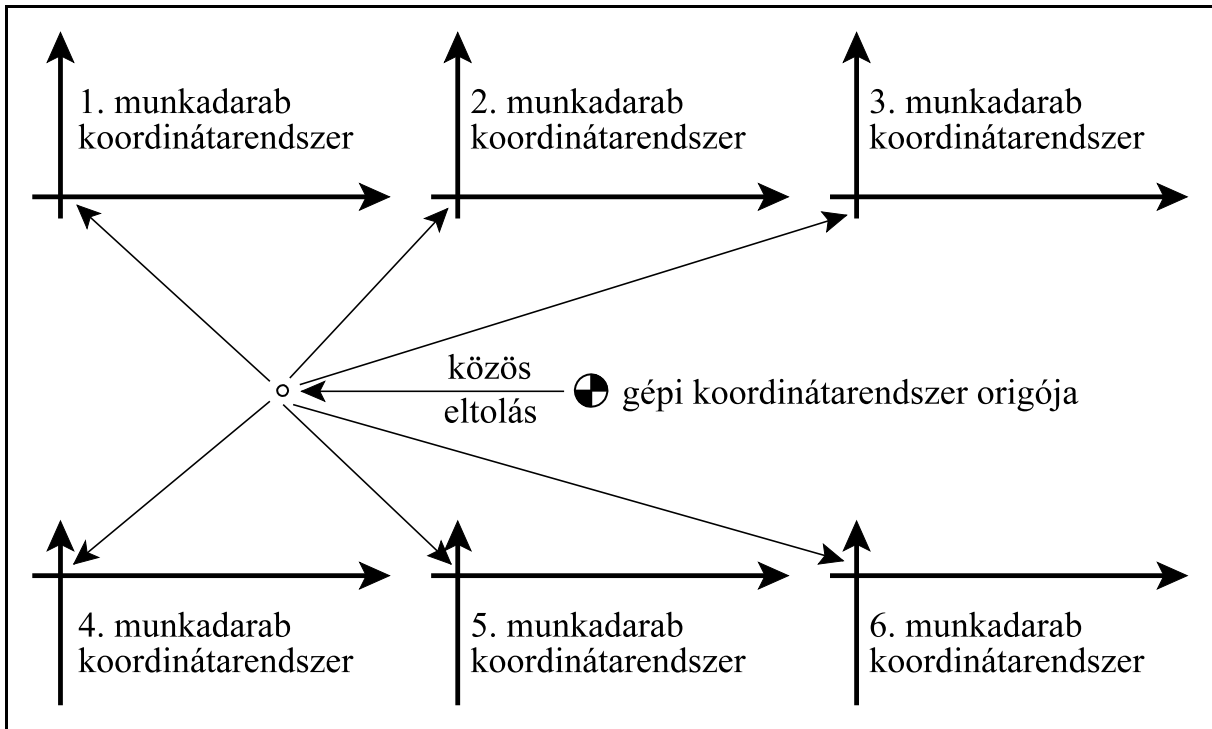 1. munkadarab
koordinátarendszer
2. munkadarab
koordinátarendszer
3. munkadarab
koordinátarendszer
közös
eltolás
gépi koordinátarendszer origója
4. munkadarab
koordinátarendszer
5. munkadarab
koordinátarendszer
6. munkadarab
koordinátarendszer